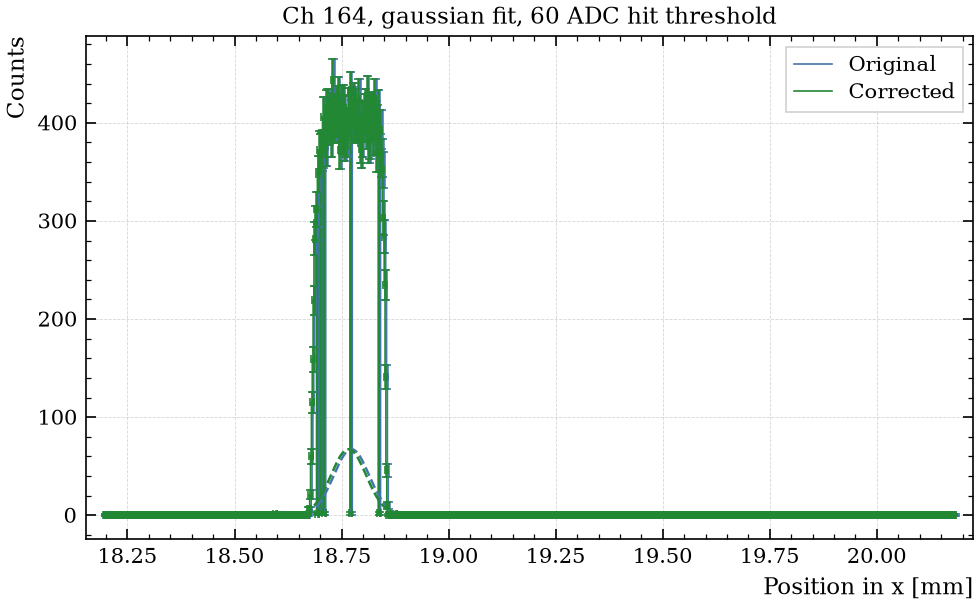 Ch 164, gaussian fit, 60 ADC hit threshold
Counts
Original
Corrected
400
300
200
100
0
18.25 18.50 18.75 19.00 19.25 19.50 19.75 20.00
Position in x [mm]